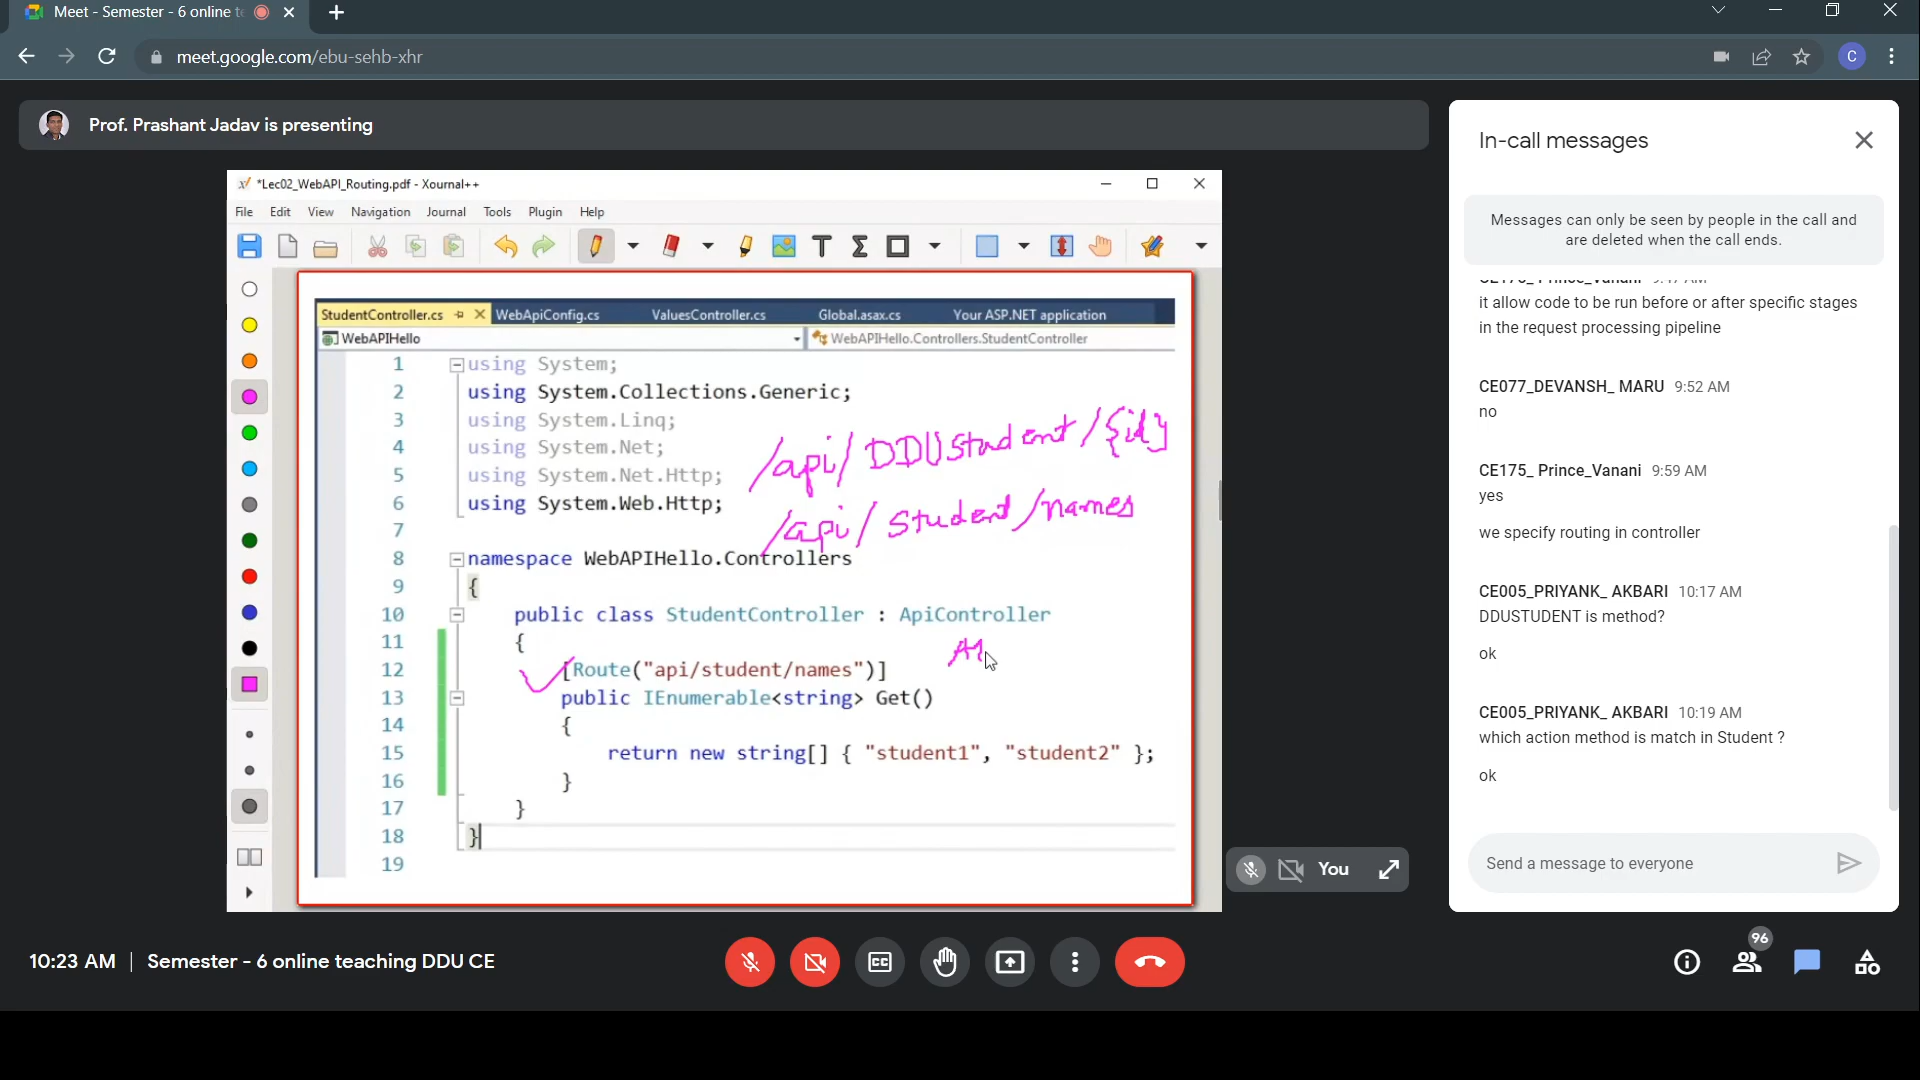 Meet - Semester - 6 online te
meet.google.com/ebu-sehb-xhr
C
Prof. Prashant Jadav is presenting
*Lec02_WebAPI_Routing.pdf - Xournal++
File Edit View Navigation Journal Tools Plugin Help
StudentController.cs WebApiConfig.cs ValuesController.cs Global.asax.cs Your ASP.NET application
WebAPIHello WebAPIHello.Controllers.StudentController
1 using System;
2 using System.Collections.Generic;
3 using System.Linq;
4 using System.Net;
5 using System.Net.Http;
6 using System.Web.Http;
7
8 namespace WebAPIHello.Controllers
9 {
10 public class StudentController : ApiController
11 {
12 [Route("api/student/names")]
13 public IEnumerable<string> Get()
14 {
15 return new string[] { "student1", "student2" };
16 }
17 }
18 }
19
/api/DDUStudent/{id}
/api/student/names
You
In-call messages
Messages can only be seen by people in the call and
are deleted when the call ends.
CE175_ Prince_Vanani 9:47 AM
it allow code to be run before or after specific stages
in the request processing pipeline
CE077_DEVANSH_ MARU 9:52 AM
no
CE175_ Prince_Vanani 9:59 AM
yes
we specify routing in controller
CE005_PRIYANK_ AKBARI 10:17 AM
DDUSTUDENT is method?
ok
CE005_PRIYANK_ AKBARI 10:19 AM
which action method is match in Student ?
ok
Send a message to everyone
10:23 AM | Semester - 6 online teaching DDU CE
96